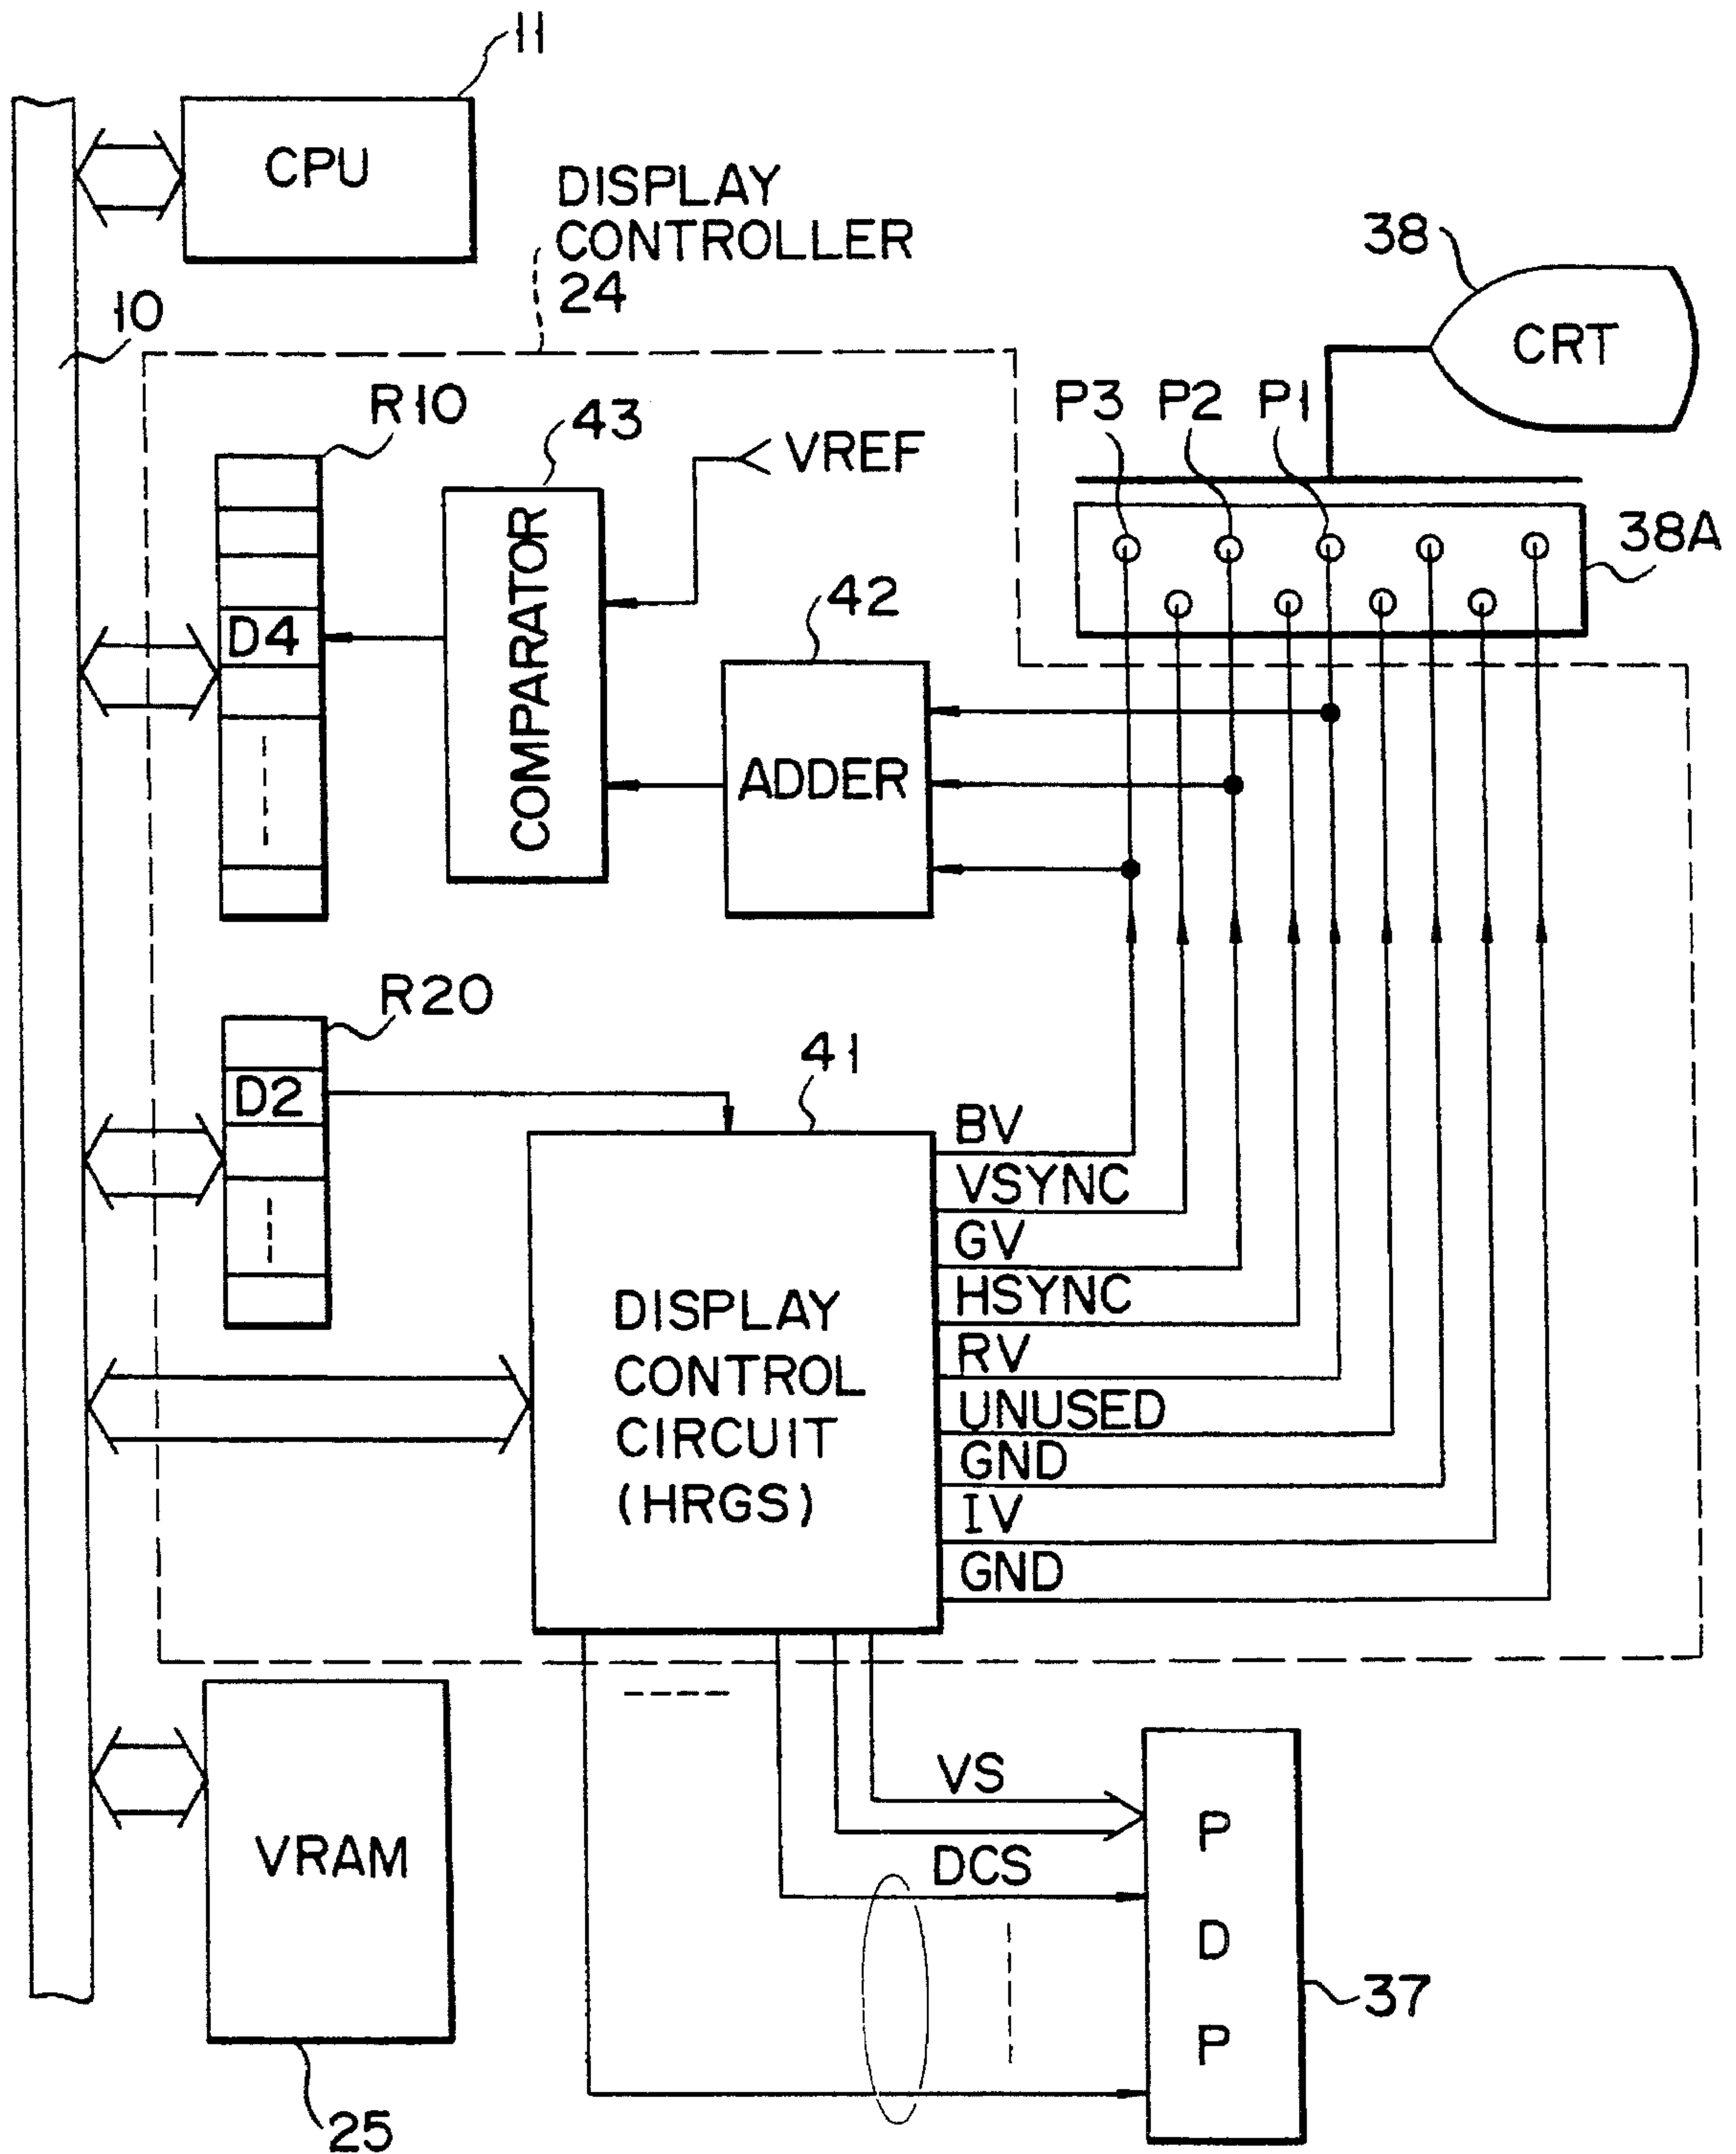 11
CPU
DISPLAY
CONTROLLER
24
10
38
CRT
R10
43
VREF
P3
P2
P1
38A
COMPARATOR
42
D4
ADDER
R20
41
D2
BV
VSYNC
GV
HSYNC
RV
UNUSED
GND
IV
GND
DISPLAY
CONTROL
CIRCUIT
(HRGS)
VS
DCS
PDP
37
VRAM
25